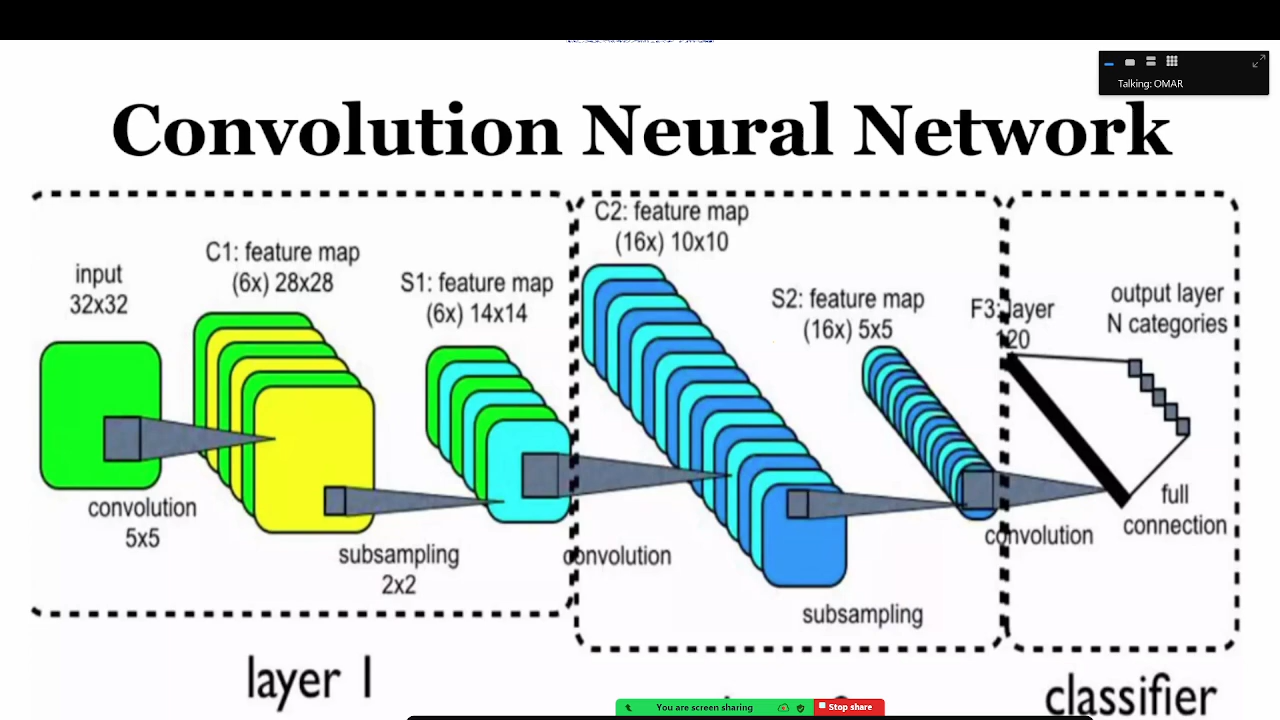 Talking: OMAR
Convolution Neural Network
input
32x32
C1: feature map
(6x) 28x28
S1: feature map
(6x) 14x14
C2: feature map
(16x) 10x10
S2: feature map
(16x) 5x5
F3: layer
120
output layer
N categories
convolution
5x5
subsampling
2x2
convolution
subsampling
convolution
full
connection
layer 1
classifier
You are screen sharing
Stop share